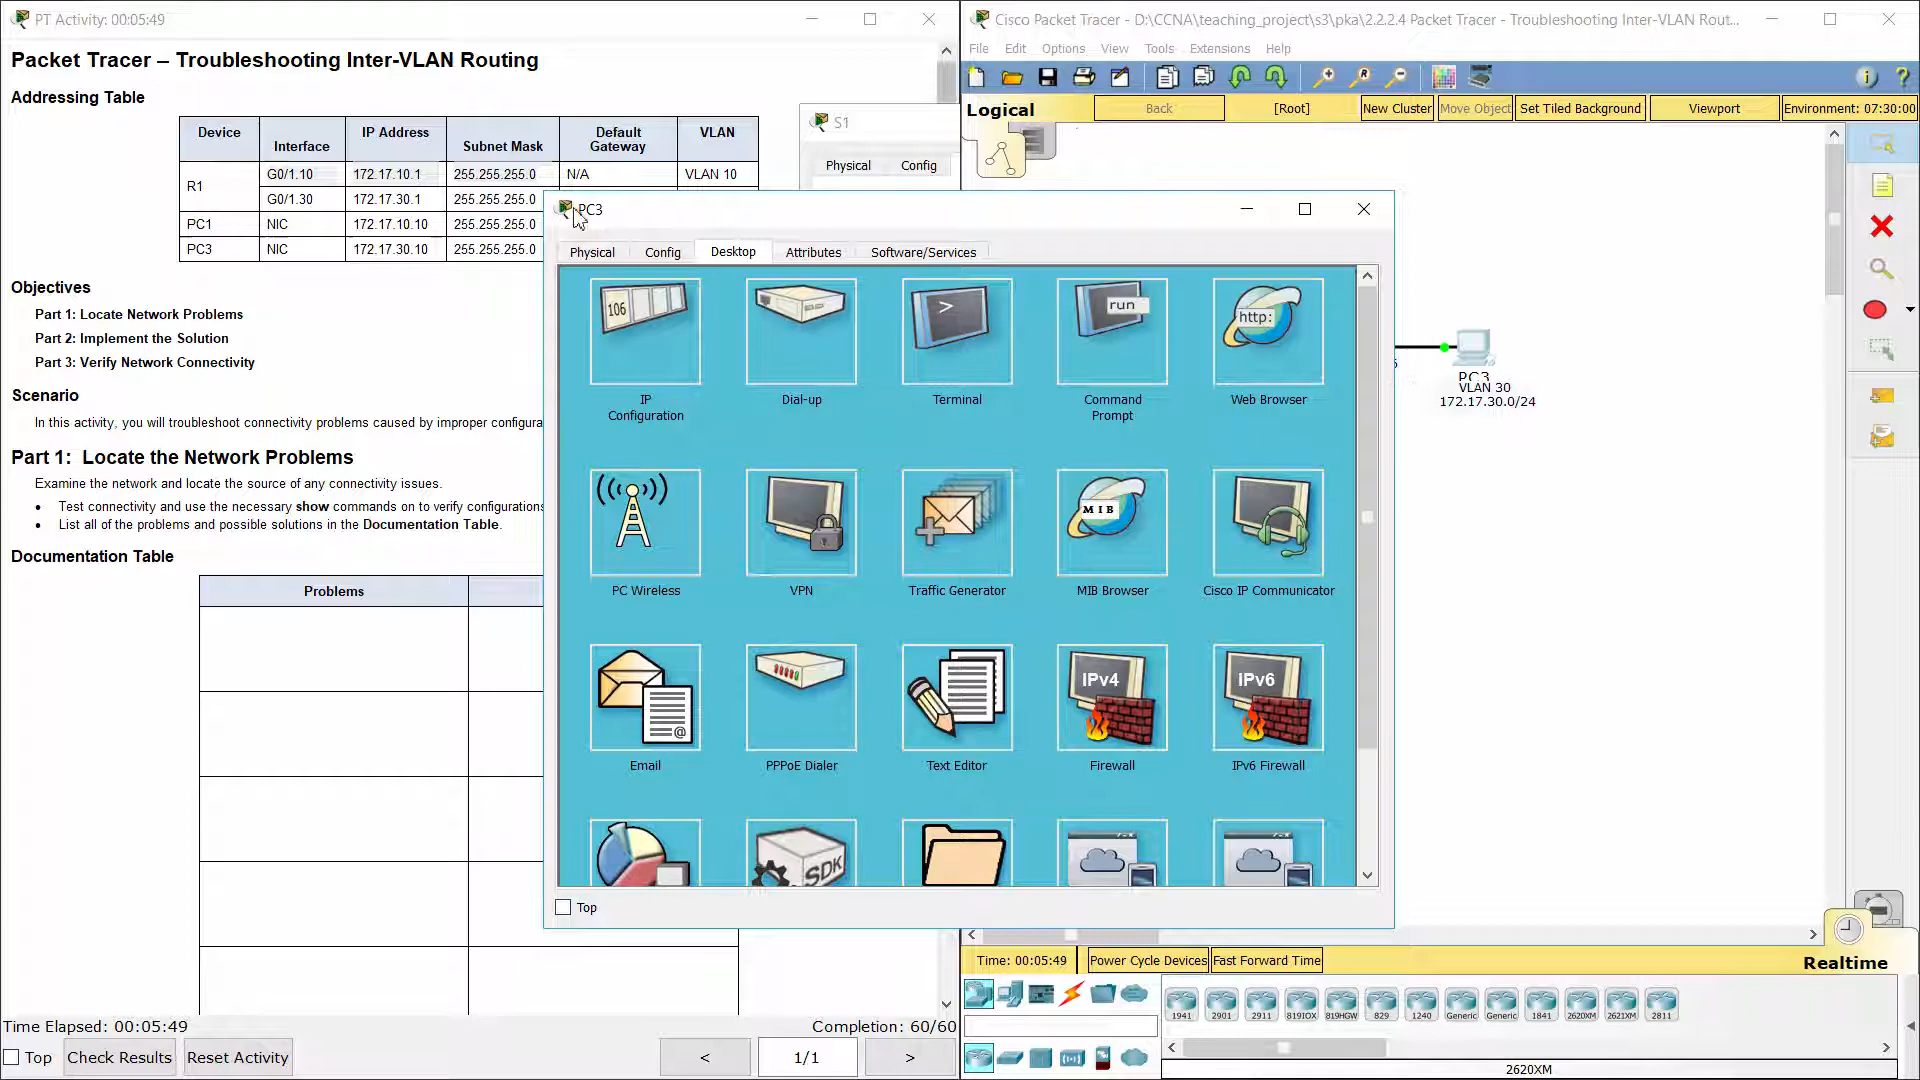 PT Activity: 00:05:49
Packet Tracer – Troubleshooting Inter-VLAN Routing
Addressing Table
Device Interface IP Address Subnet Mask Default Gateway VLAN
R1 G0/1.10 172.17.10.1 255.255.255.0 N/A VLAN 10
G0/1.30 172.17.30.1 255.255.255.0
PC1 NIC 172.17.10.10 255.255.255.0
PC3 NIC 172.17.30.10 255.255.255.0
Objectives
Part 1: Locate Network Problems
Part 2: Implement the Solution
Part 3: Verify Network Connectivity
Scenario
In this activity, you will troubleshoot connectivity problems caused by improper configura
Part 1: Locate the Network Problems
Examine the network and locate the source of any connectivity issues.
• Test connectivity and use the necessary show commands on to verify configurations
• List all of the problems and possible solutions in the Documentation Table.
Documentation Table
Problems
Time Elapsed: 00:05:49
Completion: 60/60
Top
Check Results
Reset Activity
<
1/1
>
S1
Physical Config
PC3
Physical Config Desktop Attributes Software/Services
106
>
run
http:
IP Configuration
Dial-up
Terminal
Command Prompt
Web Browser
MIB
PC Wireless
VPN
Traffic Generator
MIB Browser
Cisco IP Communicator
@
IPv4
IPv6
Email
PPPoE Dialer
Text Editor
Firewall
IPv6 Firewall
SDK
Top
Cisco Packet Tracer - D:\CCNA\teaching_project\s3\pka\2.2.2.4 Packet Tracer - Troubleshooting Inter-VLAN Rout...
File Edit Options View Tools Extensions Help
R
i
?
Logical
Back
[Root]
New Cluster
Move Object
Set Tiled Background
Viewport
Environment: 07:30:00
PC3
VLAN 30
172.17.30.0/24
Time: 00:05:49
Power Cycle Devices
Fast Forward Time
Realtime
1941 2901 2911 819IOX 819HGW 829 1240 Generic Generic 1841 2620XM 2621XM 2811
2620XM